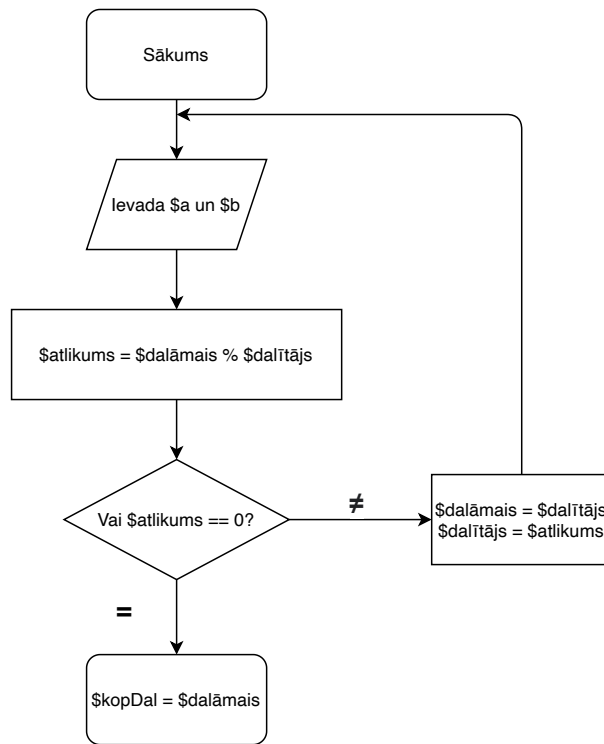 Sākums
Ievada $a un $b
$atlikums = $dalāmais % $dalītājs
Vai $atlikums == 0?
≠
$dalāmais = $dalītājs
$dalītājs = $atlikums
=
$kopDal = $dalāmais